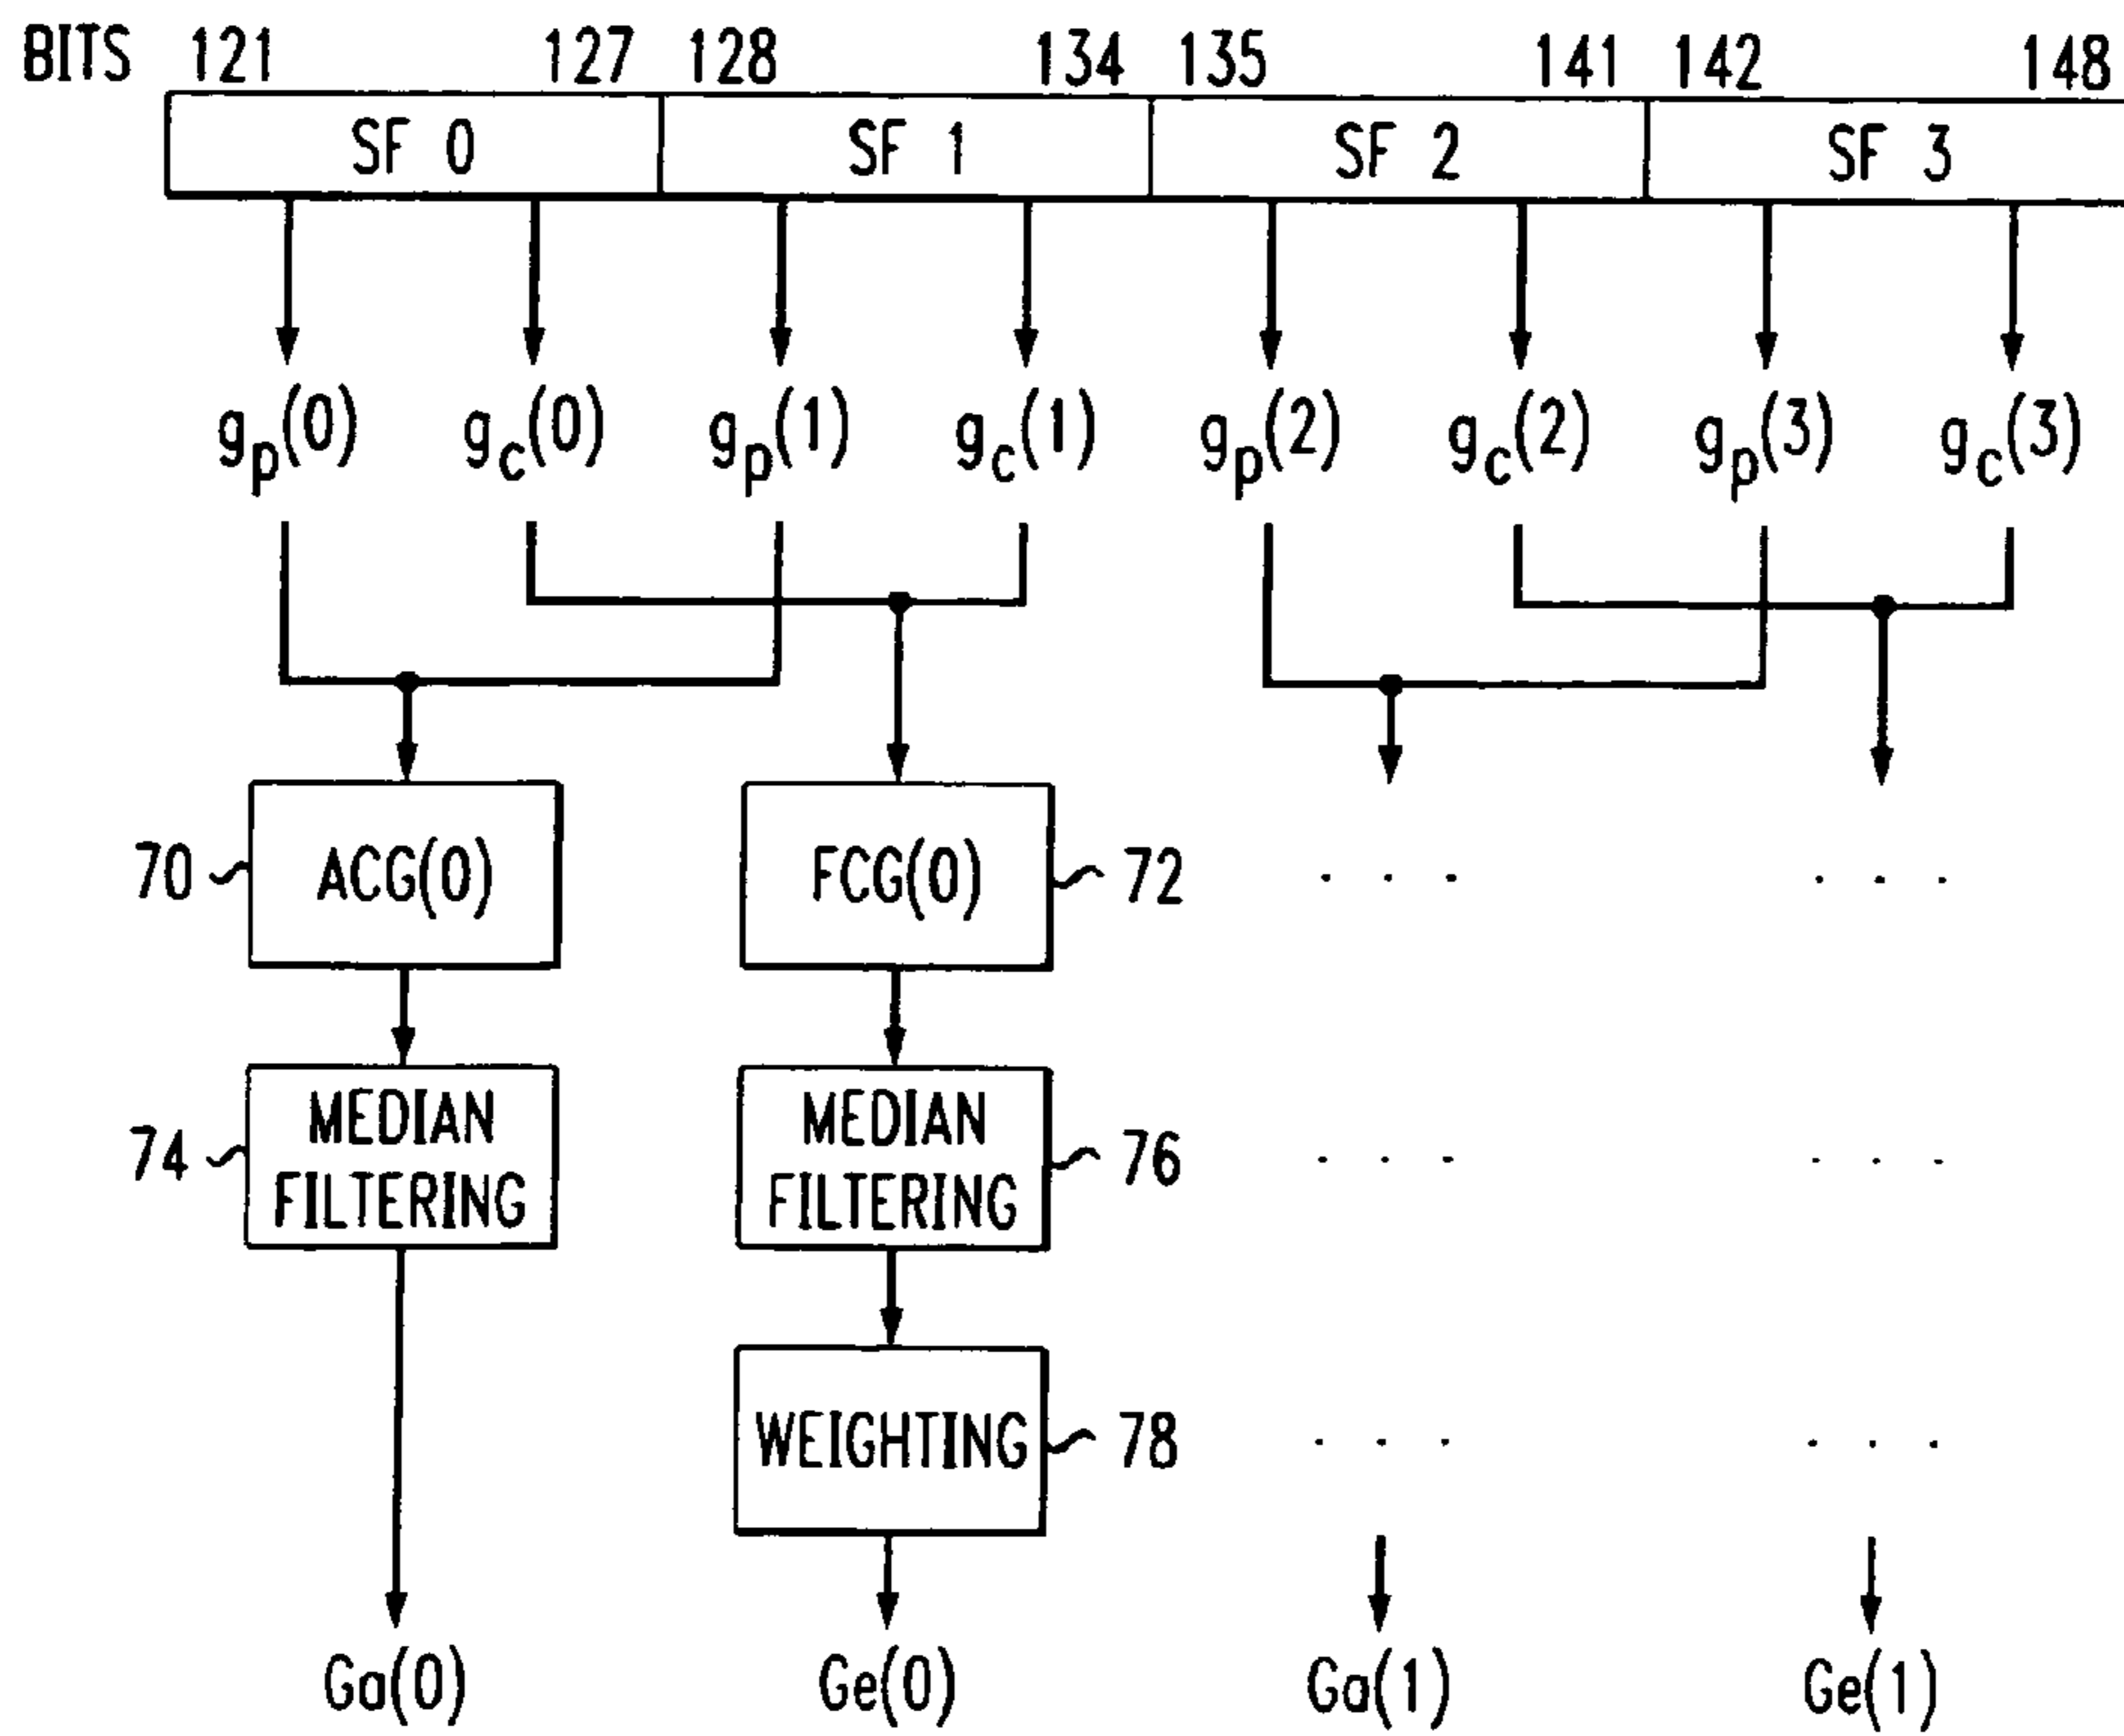 BITS 121 127 128 134 135 141 142 148
SF 0 SF 1 SF 2 SF 3
gp(0) gc(0) gp(1) gc(1) gp(2) gc(2) gp(3) gc(3)
70 ACG(0) FCG(0) 72 . . . . . .
74 MEDIAN FILTERING MEDIAN FILTERING 76 . . . . . .
WEIGHTING 78 . . . . . .
Ga(0) Ge(0) Ga(1) Ge(1)